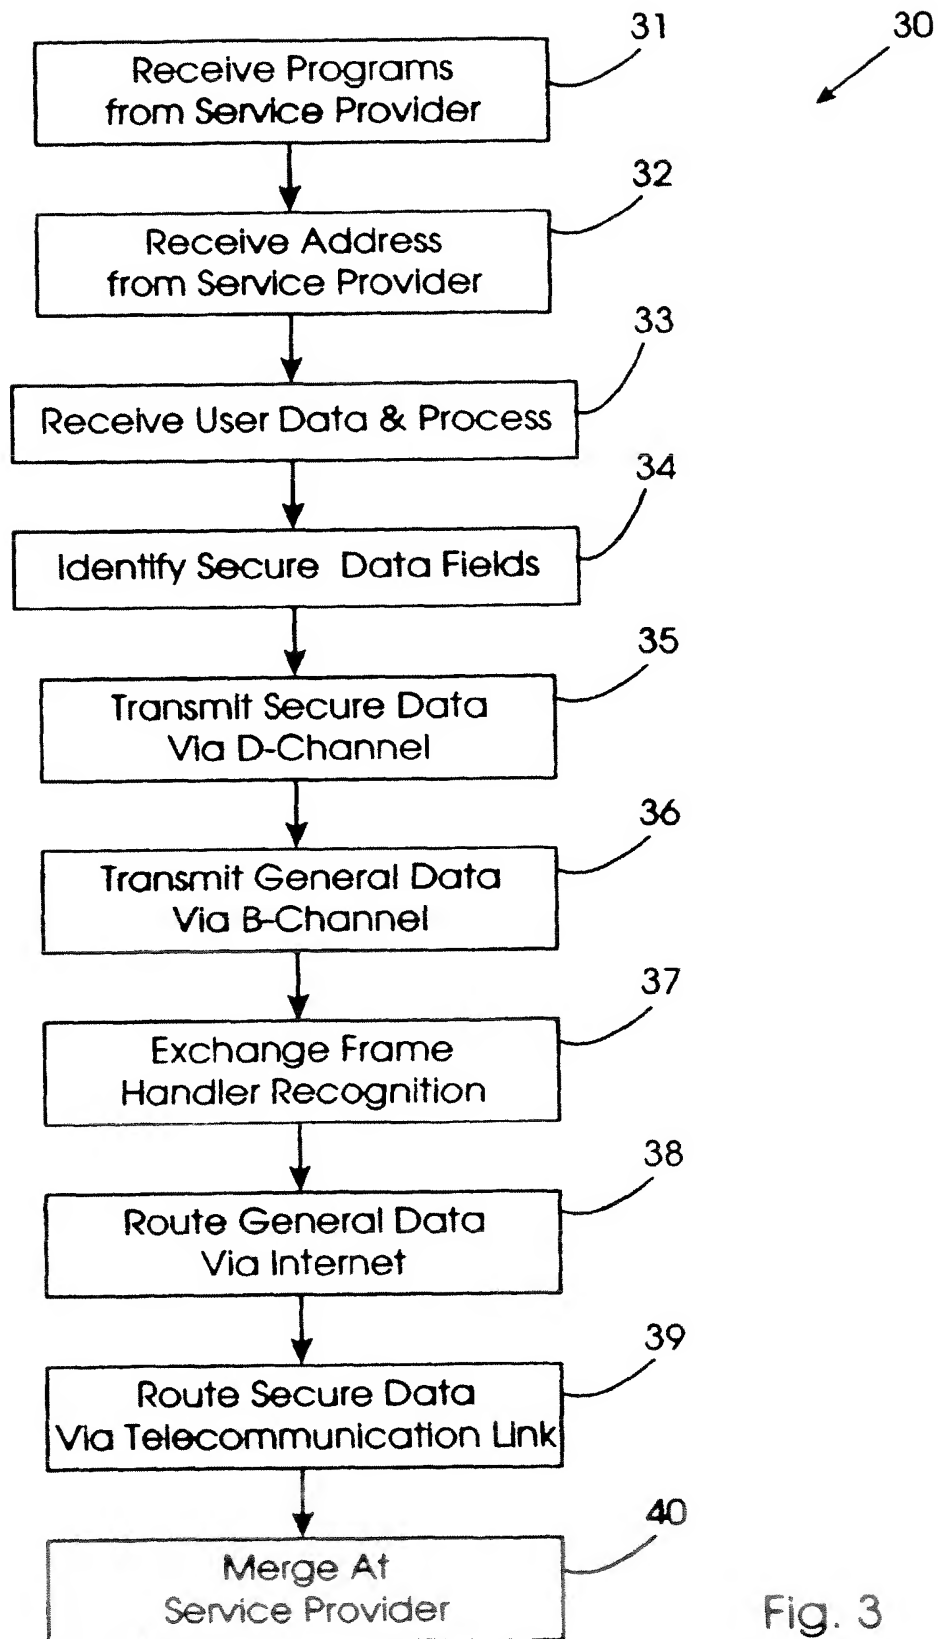 31
30
Receive Programs
from Service Provider
32
Receive Address
from Service Provider
33
Receive User Data & Process
34
Identify Secure Data Fields
35
Transmit Secure Data
Via D-Channel
36
Transmit General Data
Via B-Channel
37
Exchange Frame
Handler Recognition
38
Route General Data
Via Internet
39
Route Secure Data
Via Telecommunication Link
40
Merge At
Service Provider
Fig. 3